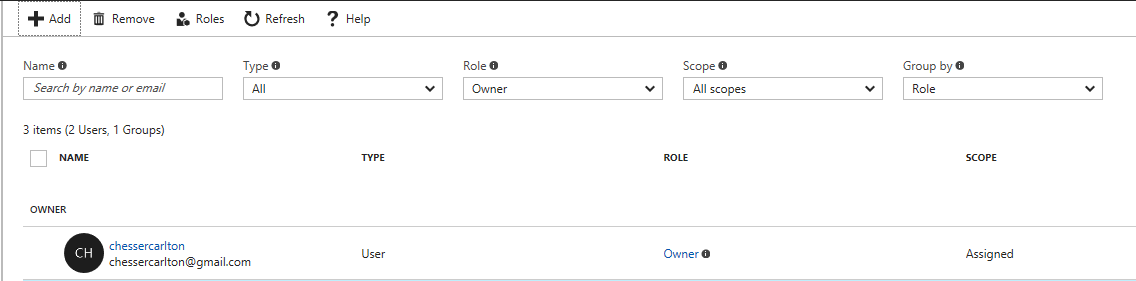 Add Remove Roles Refresh Help
Name Type Role Scope Group by
Search by name or email All Owner All scopes Role
3 items (2 Users, 1 Groups)
NAME TYPE ROLE SCOPE
OWNER
CH chessercarlton
chessercarlton@gmail.com User Owner Assigned